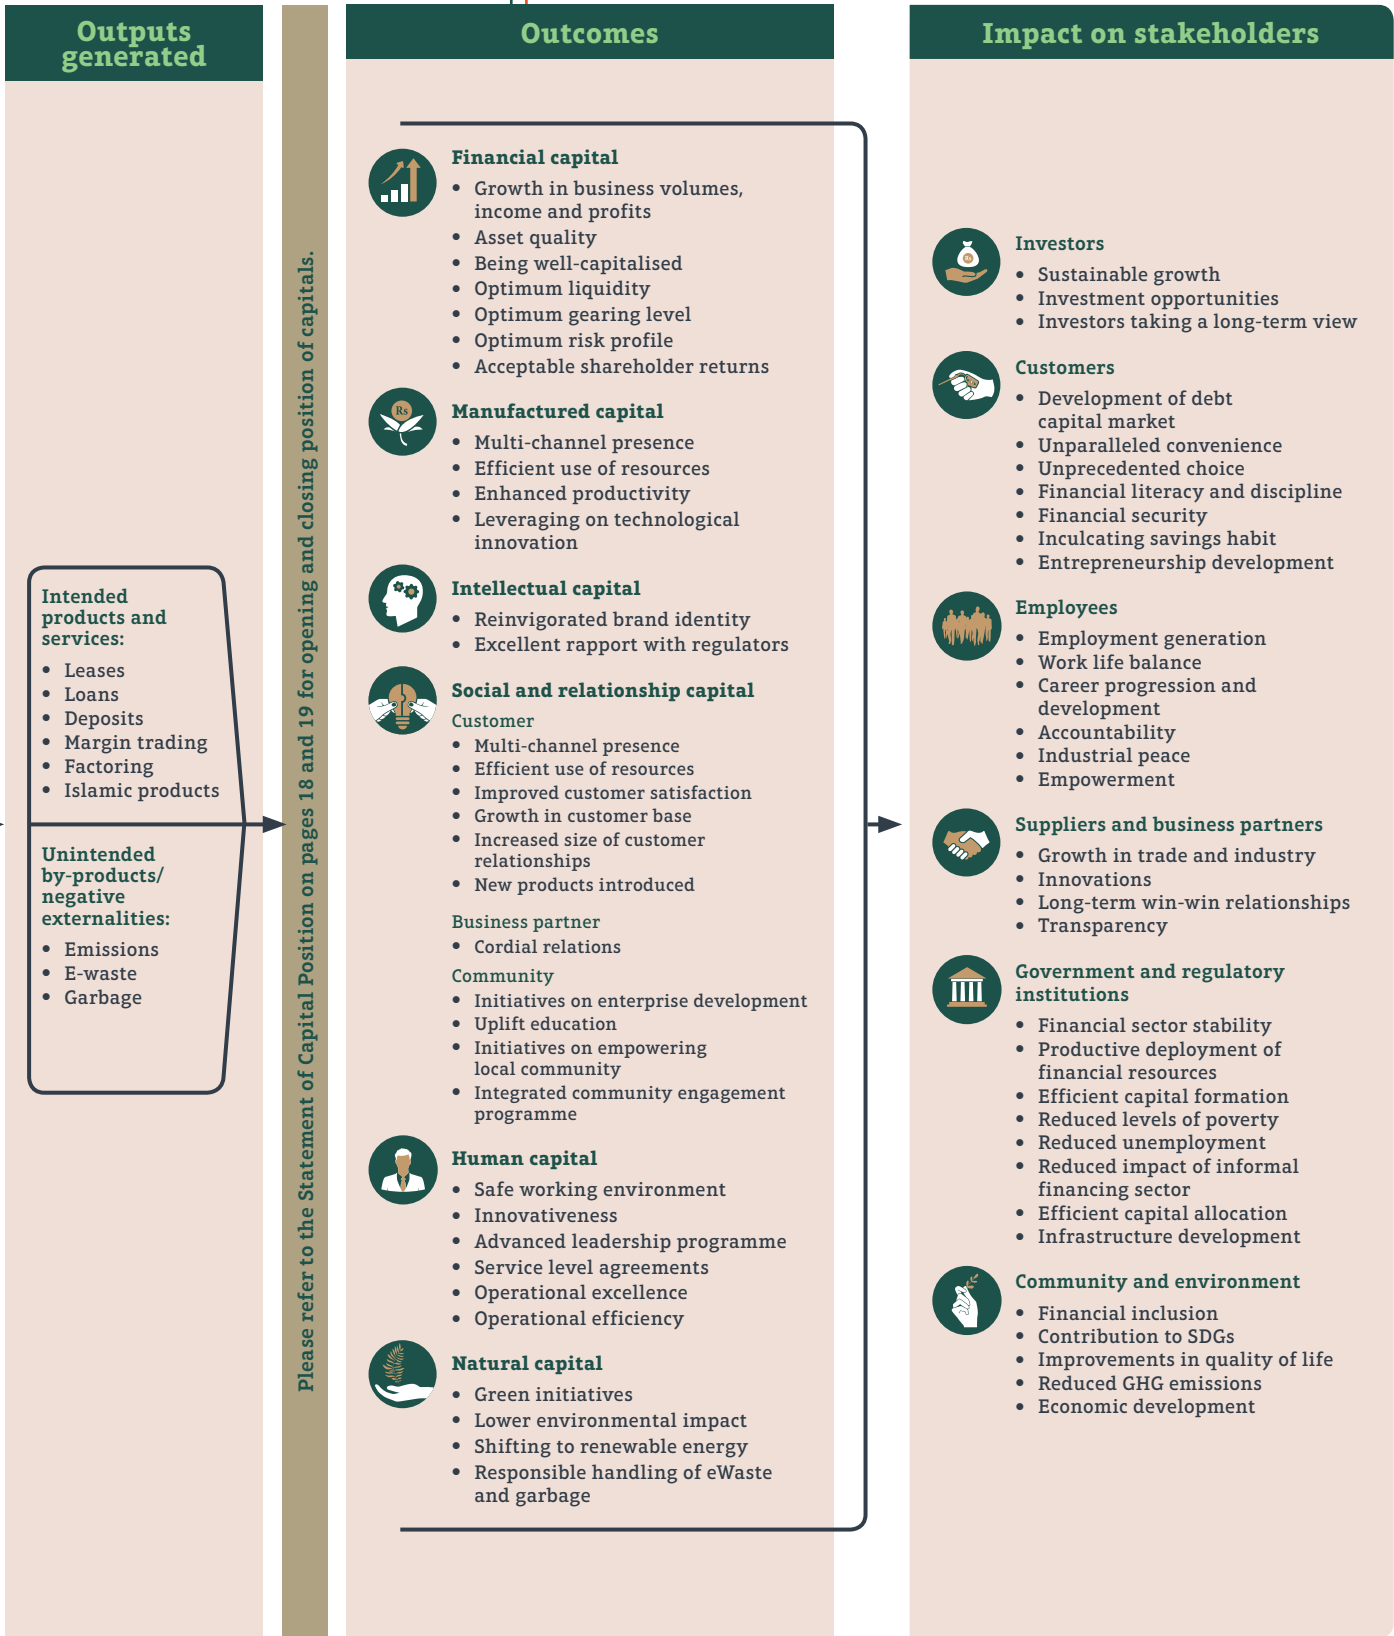 Outputs
generated
Intended
products and
services:
• Leases
• Loans
• Deposits
• Margin trading
• Factoring
• Islamic products
Unintended
by-products/
negative
externalities:
• Emissions
• E-waste
• Garbage
Please refer to the Statement of Capital Position on pages 18 and 19 for opening and closing position of capitals.
Outcomes
Financial capital
• Growth in business volumes,
income and profits
• Asset quality
• Being well-capitalised
• Optimum liquidity
• Optimum gearing level
• Optimum risk profile
• Acceptable shareholder returns
Rs
Manufactured capital
• Multi-channel presence
• Efficient use of resources
• Enhanced productivity
• Leveraging on technological
innovation
Intellectual capital
• Reinvigorated brand identity
• Excellent rapport with regulators
Social and relationship capital
Customer
• Multi-channel presence
• Efficient use of resources
• Improved customer satisfaction
• Growth in customer base
• Increased size of customer
relationships
• New products introduced
Business partner
• Cordial relations
Community
• Initiatives on enterprise development
• Uplift education
• Initiatives on empowering
local community
• Integrated community engagement
programme
Human capital
• Safe working environment
• Innovativeness
• Advanced leadership programme
• Service level agreements
• Operational excellence
• Operational efficiency
Natural capital
• Green initiatives
• Lower environmental impact
• Shifting to renewable energy
• Responsible handling of eWaste
and garbage
Impact on stakeholders
Rs
Investors
• Sustainable growth
• Investment opportunities
• Investors taking a long-term view
Customers
• Development of debt
capital market
• Unparalleled convenience
• Unprecedented choice
• Financial literacy and discipline
• Financial security
• Inculcating savings habit
• Entrepreneurship development
Employees
• Employment generation
• Work life balance
• Career progression and
development
• Accountability
• Industrial peace
• Empowerment
Suppliers and business partners
• Growth in trade and industry
• Innovations
• Long-term win-win relationships
• Transparency
Government and regulatory
institutions
• Financial sector stability
• Productive deployment of
financial resources
• Efficient capital formation
• Reduced levels of poverty
• Reduced unemployment
• Reduced impact of informal
financing sector
• Efficient capital allocation
• Infrastructure development
Community and environment
• Financial inclusion
• Contribution to SDGs
• Improvements in quality of life
• Reduced GHG emissions
• Economic development